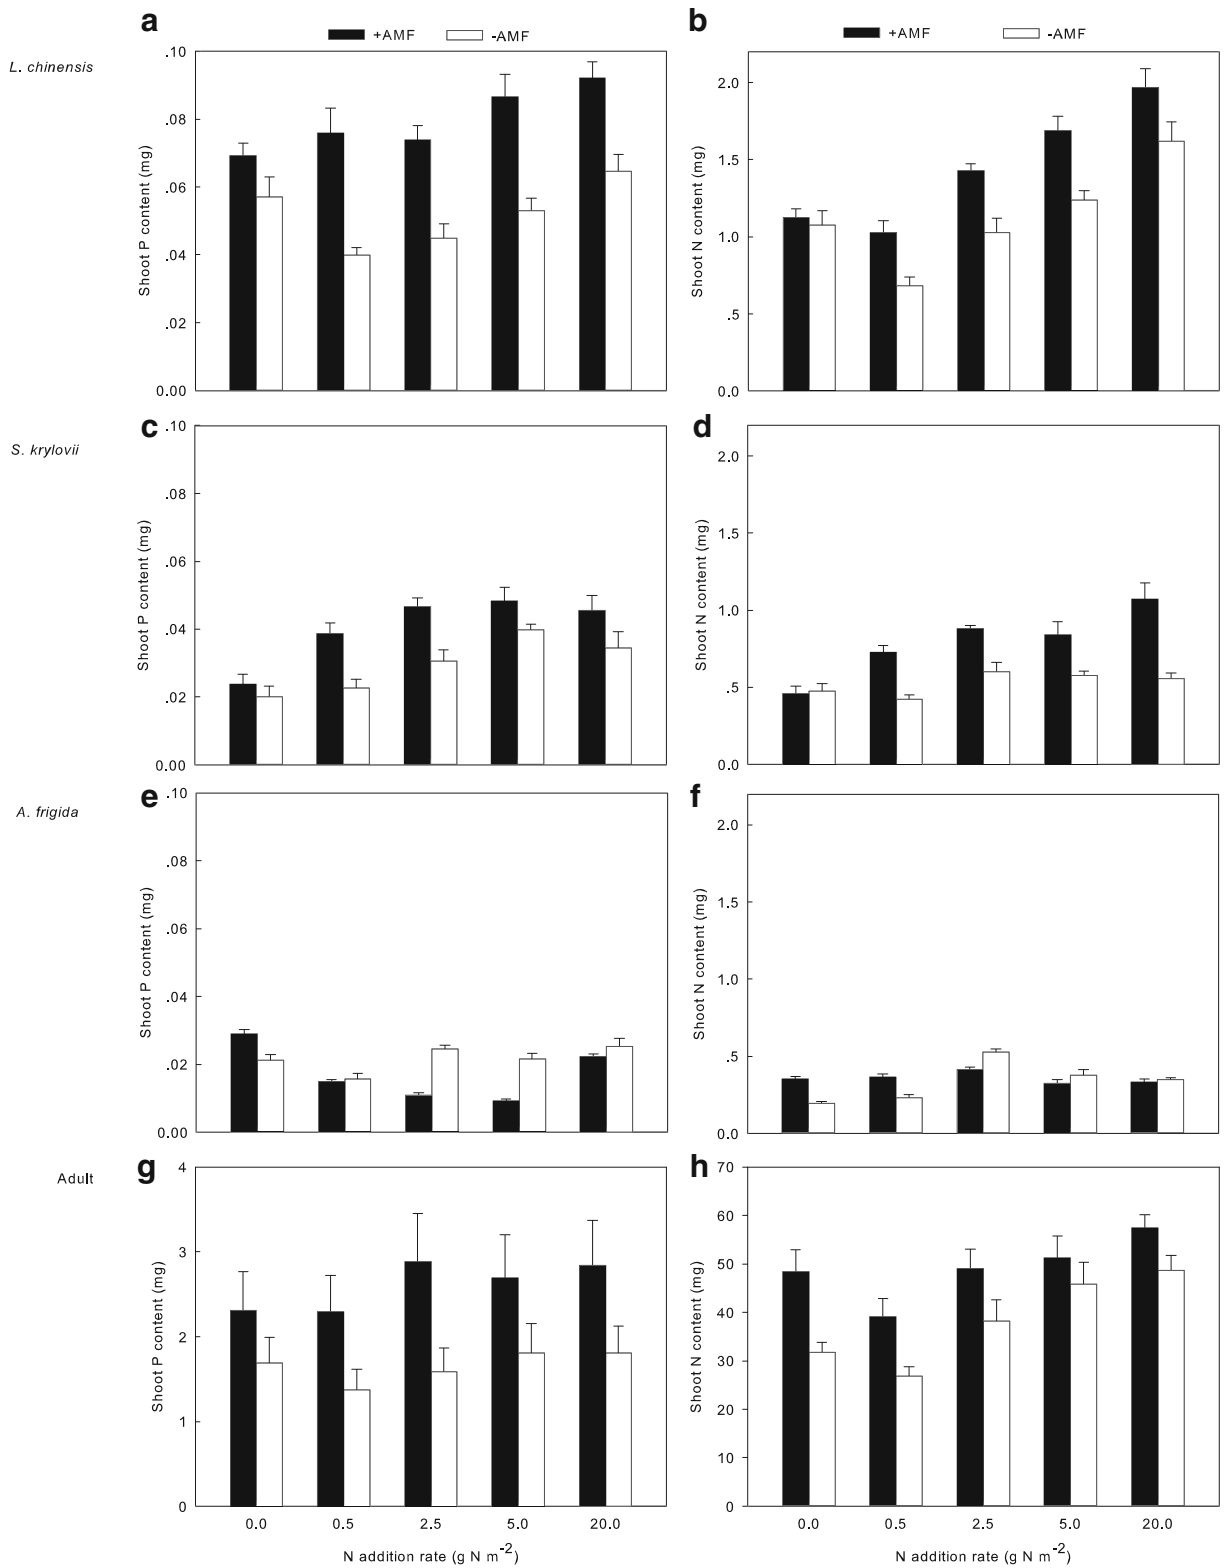 a
+AMF -AMF
L. chinensis
Shoot P content (mg)
.10
.08
.06
.04
.02
0.00
b
+AMF -AMF
Shoot N content (mg)
2.0
1.5
1.0
.5
0.0
S. krylovii
c
Shoot P content (mg)
.10
.08
.06
.04
.02
0.00
d
Shoot N content (mg)
2.0
1.5
1.0
.5
0.0
A. frigida
e
Shoot P content (mg)
.10
.08
.06
.04
.02
0.00
f
Shoot N content (mg)
2.0
1.5
1.0
.5
0.0
Adult
g
Shoot P content (mg)
4
3
2
1
0
0.0 0.5 2.5 5.0 20.0
N addition rate (g N m-2)
h
Shoot N content (mg)
70
60
50
40
30
20
10
0
0.0 0.5 2.5 5.0 20.0
N addition rate (g N m-2)